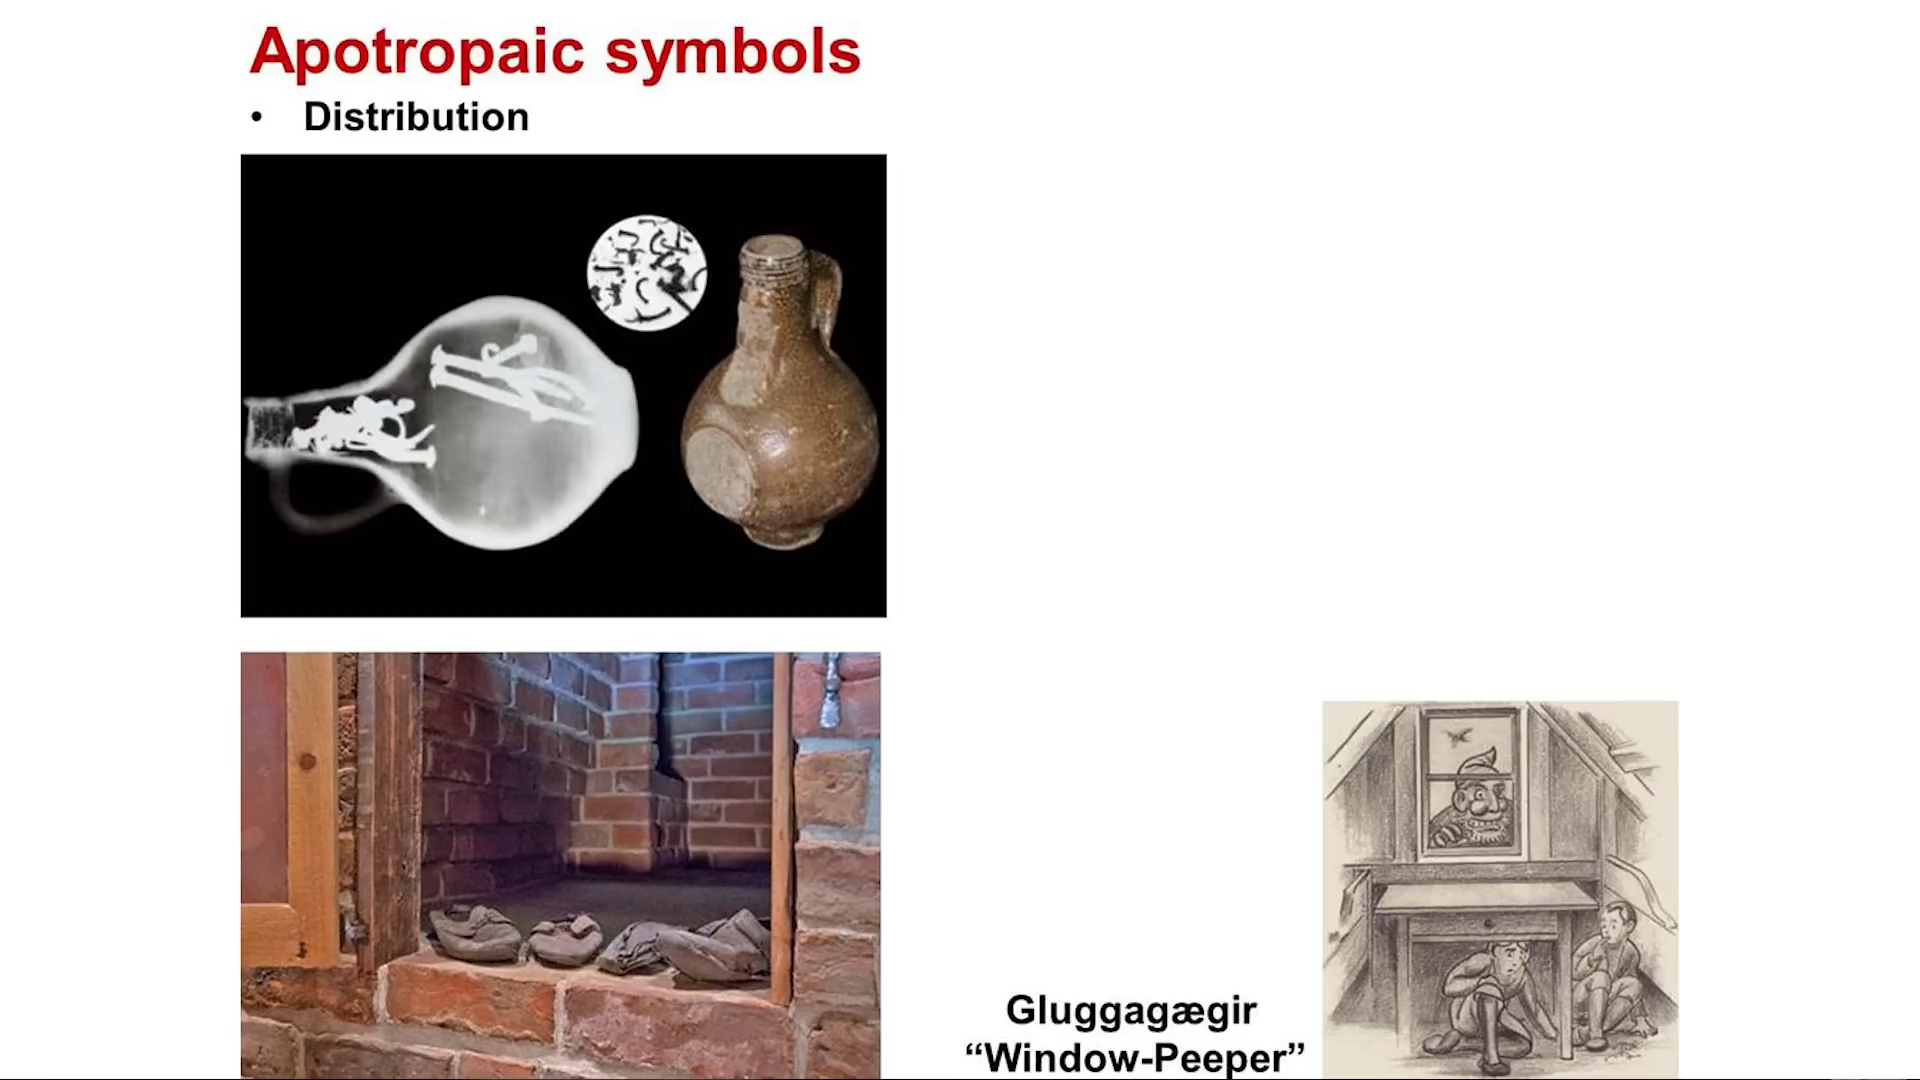 Apotropaic symbols
• Distribution
Gluggagægir
“Window-Peeper”